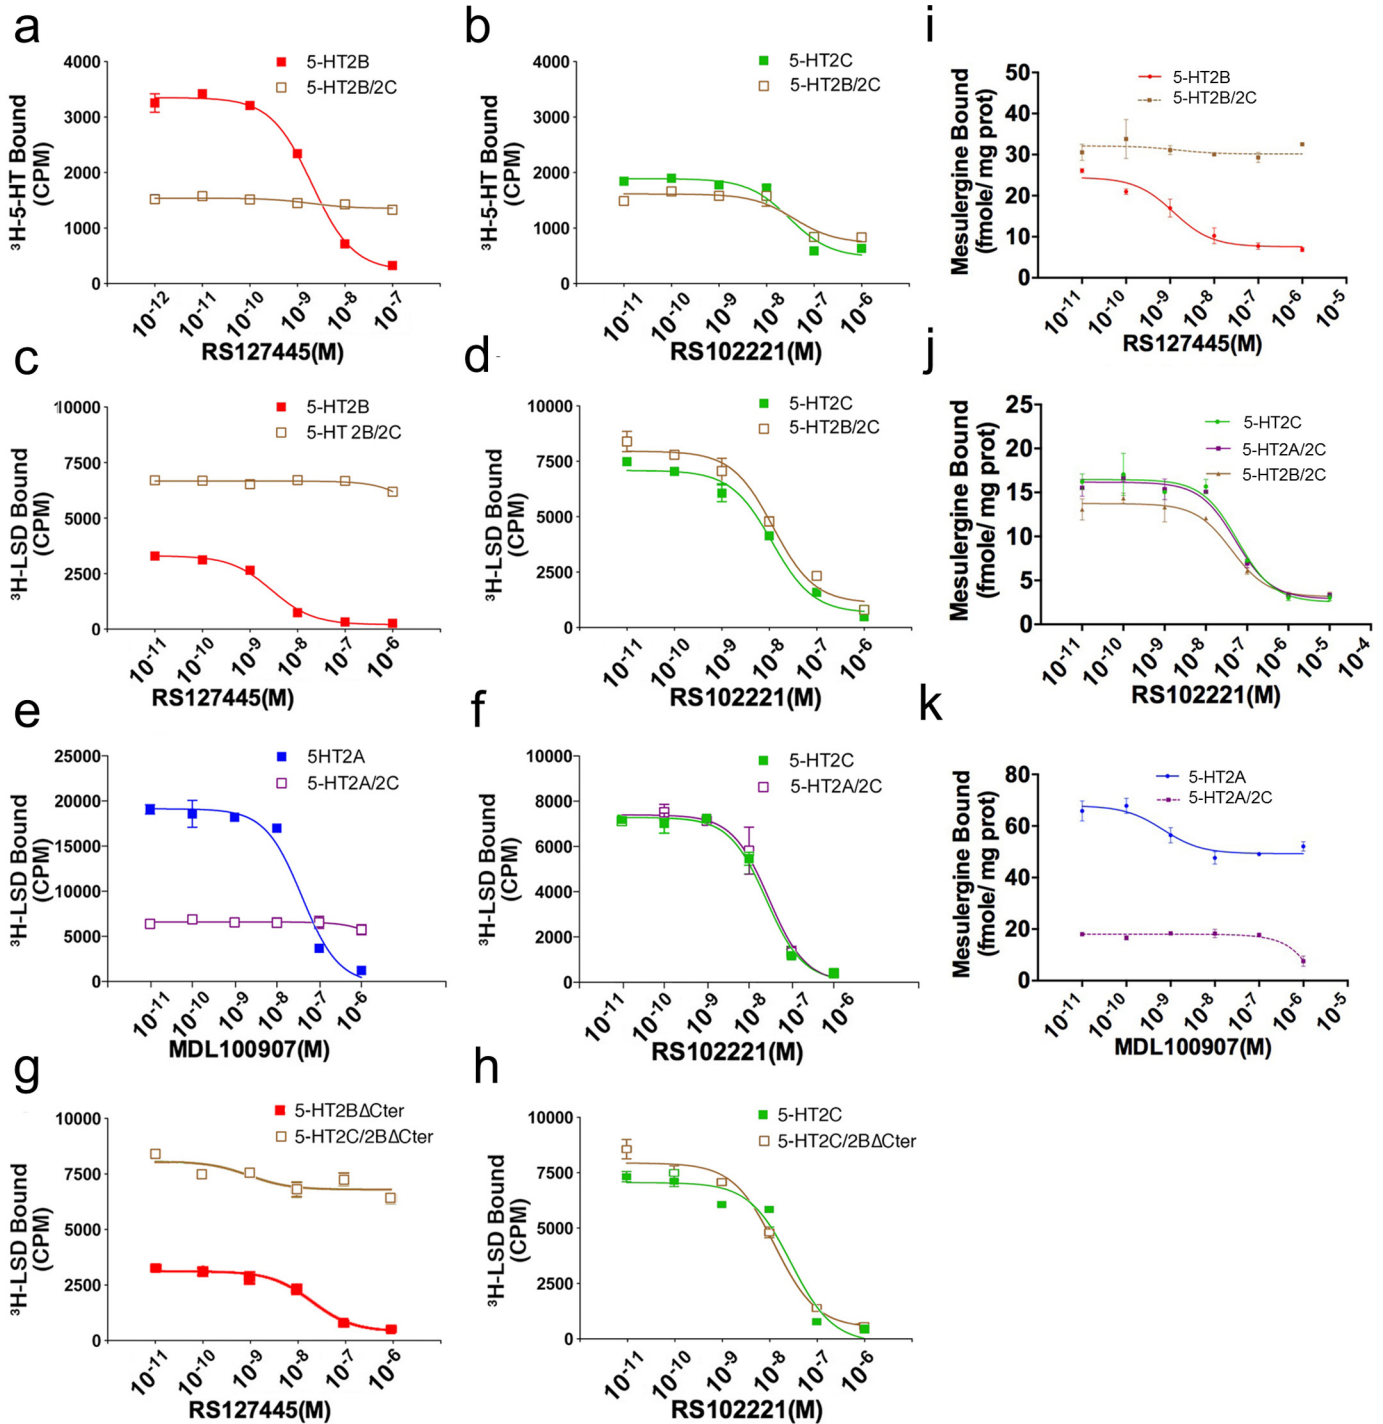 a
4000
3000
2000
1000
0
³H-5-HT Bound
(CPM)
5-HT2B
5-HT2B/2C
10-12
10-11
10-10
10-9
10-8
10-7
RS127445(M)
b
4000
3000
2000
1000
0
³H-5-HT Bound
(CPM)
5-HT2C
5-HT2B/2C
10-11
10-10
10-9
10-8
10-7
10-6
RS102221(M)
i
50
40
30
20
10
0
Mesulergine Bound
(fmole/ mg prot)
5-HT2B
5-HT2B/2C
10-11
10-10
10-9
10-8
10-7
10-6
10-5
RS127445(M)
c
10000
7500
5000
2500
0
³H-LSD Bound
(CPM)
5-HT2B
5-HT 2B/2C
10-11
10-10
10-9
10-8
10-7
10-6
RS127445(M)
d
10000
7500
5000
2500
0
³H-LSD Bound
(CPM)
5-HT2C
5-HT2B/2C
10-11
10-10
10-9
10-8
10-7
10-6
RS102221(M)
j
25
20
15
10
5
0
Mesulergine Bound
(fmole/ mg prot)
5-HT2C
5-HT2A/2C
5-HT2B/2C
10-11
10-10
10-9
10-8
10-7
10-6
10-5
10-4
RS102221(M)
e
25000
20000
15000
10000
5000
0
³H-LSD Bound
(CPM)
5HT2A
5-HT2A/2C
10-11
10-10
10-9
10-8
10-7
10-6
MDL100907(M)
f
10000
8000
6000
4000
2000
0
³H-LSD Bound
(CPM)
5-HT2C
5-HT2A/2C
10-11
10-10
10-9
10-8
10-7
10-6
RS102221(M)
k
80
60
40
20
0
Mesulergine Bound
(fmole/ mg prot)
5-HT2A
5-HT2A/2C
10-11
10-10
10-9
10-8
10-7
10-6
10-5
MDL100907(M)
g
10000
7500
5000
2500
0
³H-LSD Bound
(CPM)
5-HT2BΔCter
5-HT2C/2BΔCter
10-11
10-10
10-9
10-8
10-7
10-6
RS127445(M)
h
10000
7500
5000
2500
0
³H-LSD Bound
(CPM)
5-HT2C
5-HT2C/2BΔCter
10-11
10-10
10-9
10-8
10-7
10-6
RS102221(M)